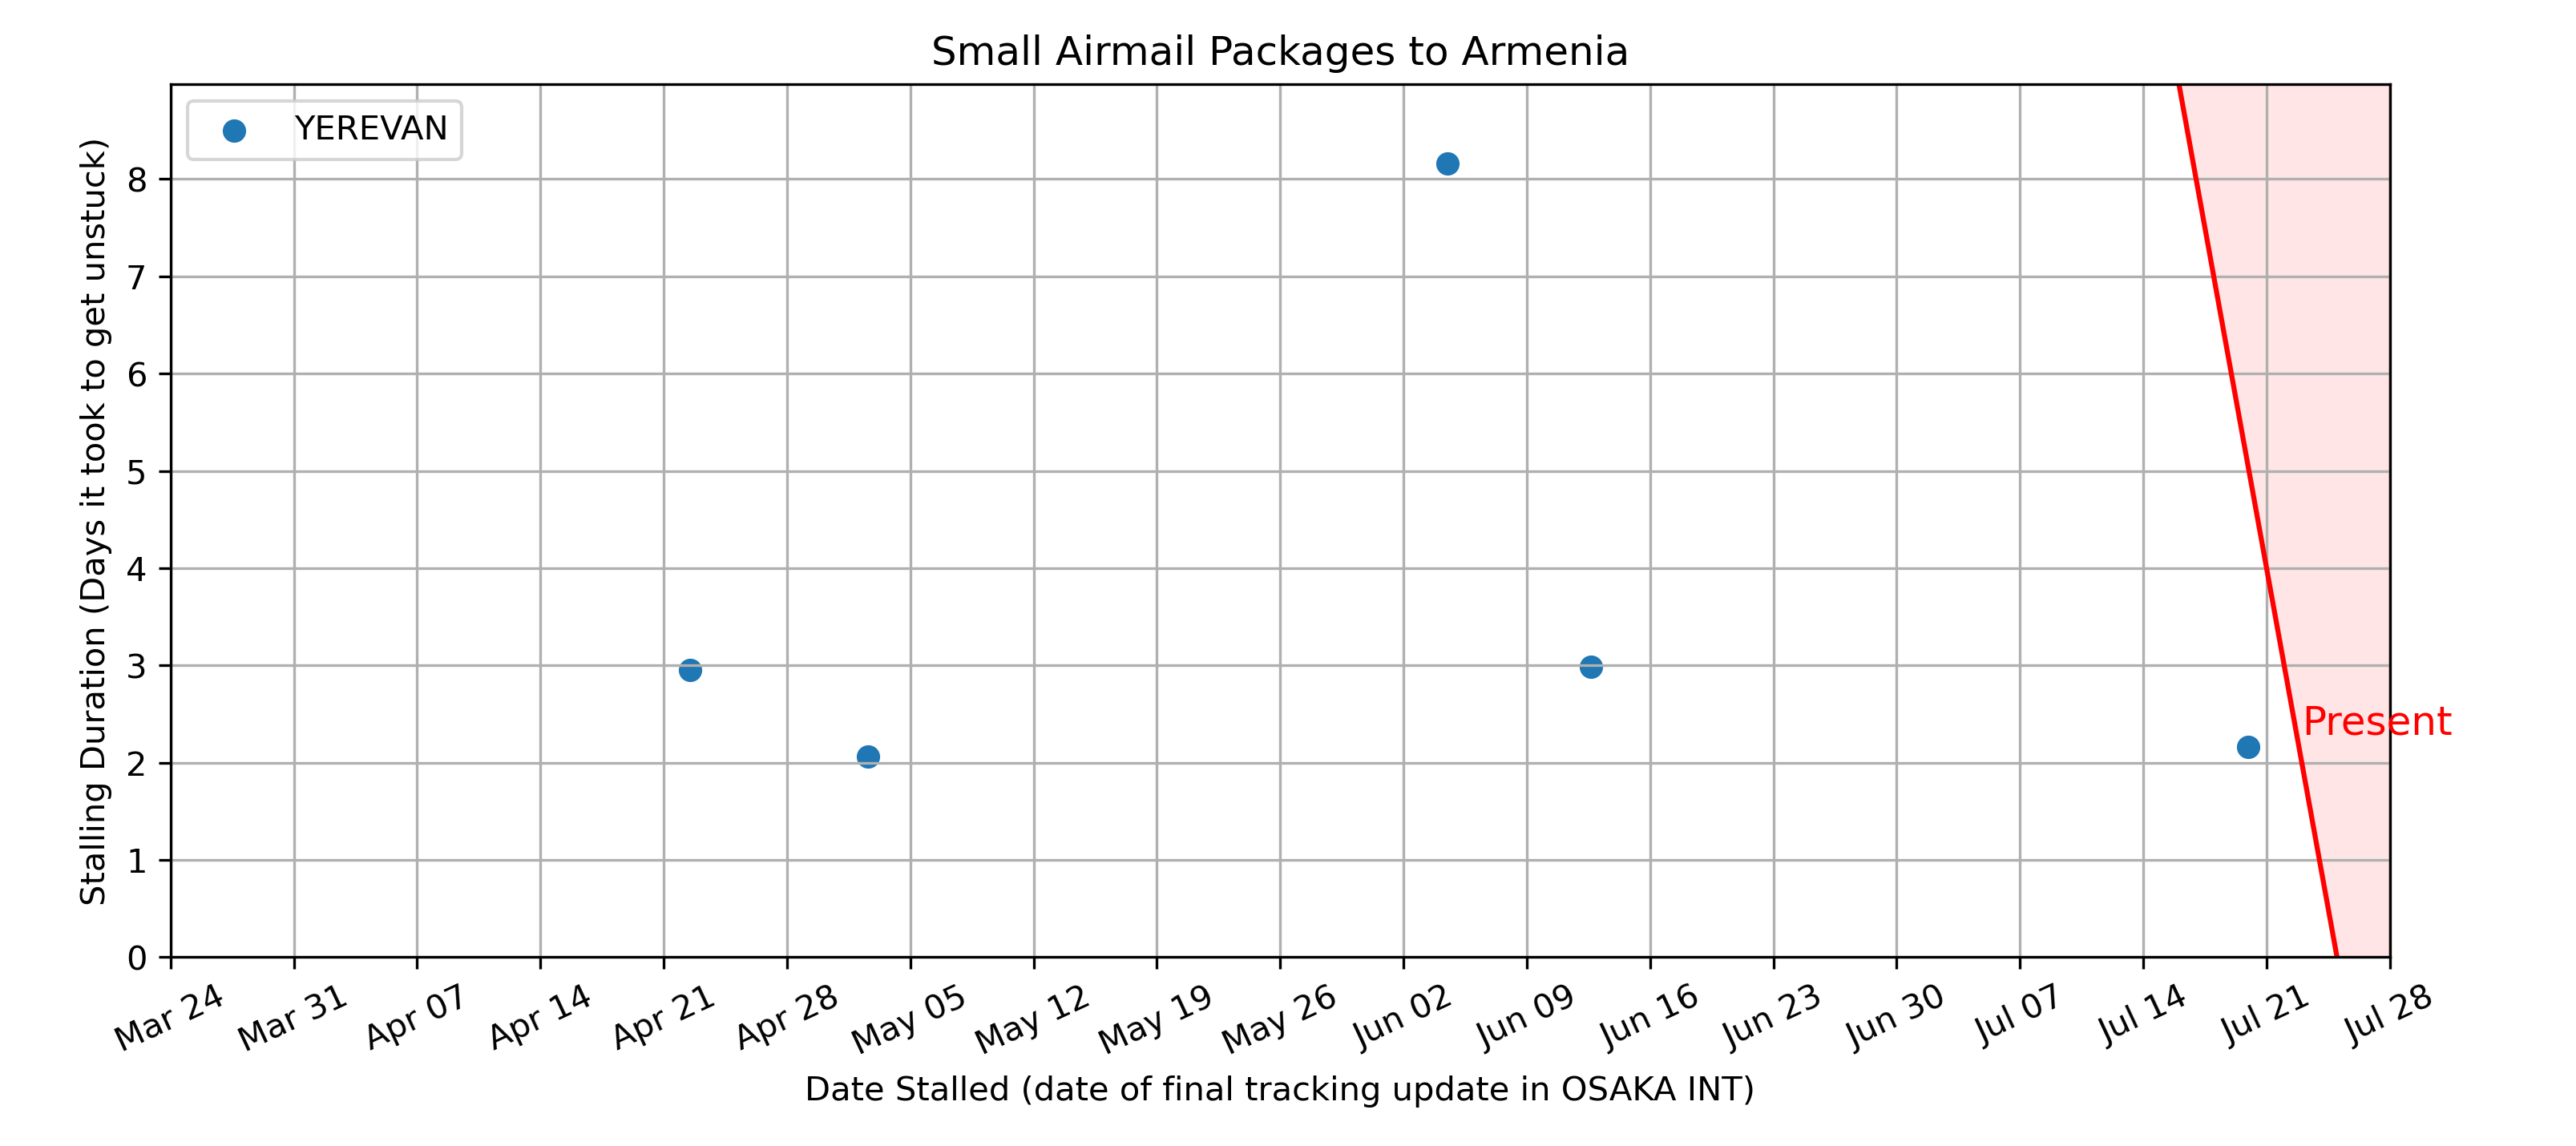 Small Airmail Packages to Armenia
YEREVAN
Stalling Duration (Days it took to get unstuck)
8
7
6
5
4
3
2
1
0
Present
Mar 24
Mar 31
Apr 07
Apr 14
Apr 21
Apr 28
May 05
May 12
May 19
May 26
Jun 02
Jun 09
Jun 16
Jun 23
Jun 30
Jul 07
Jul 14
Jul 21
Jul 28
Date Stalled (date of final tracking update in OSAKA INT)